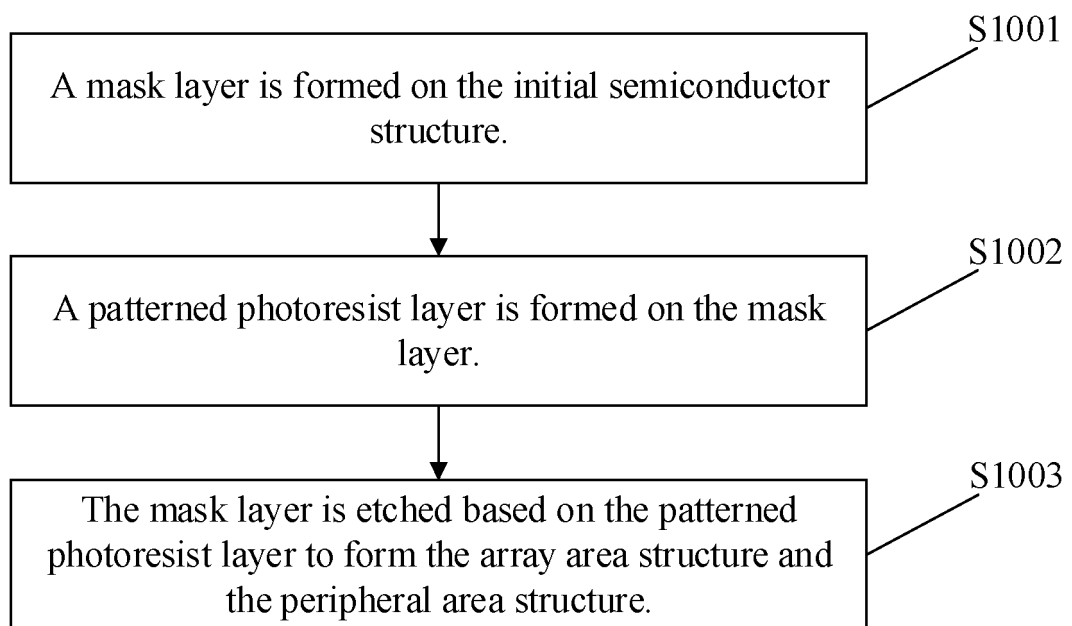 S1001
A mask layer is formed on the initial semiconductor
structure.
S1002
A patterned photoresist layer is formed on the mask
layer.
S1003
The mask layer is etched based on the patterned
photoresist layer to form the array area structure and
the peripheral area structure.